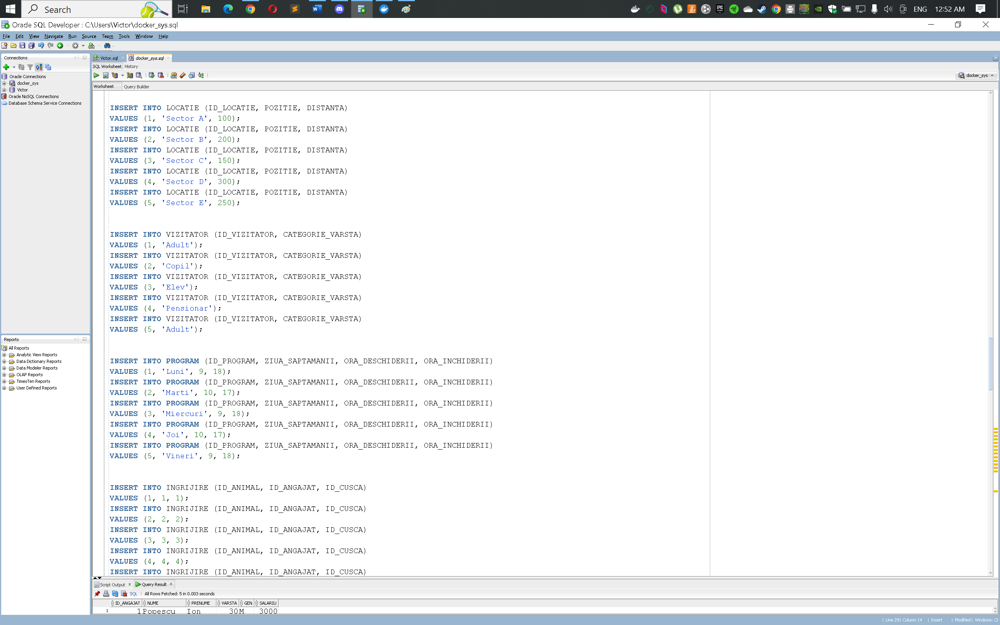 Search
ENG 12:52 AM
Oracle SQL Developer : C:\Users\Victor\docker_sys.sql
File Edit View Navigate Run Source Team Tools Window Help
Connections
Oracle Connections
docker_sys
Victor
Oracle NoSQL Connections
Database Schema Service Connections
Reports
All Reports
Analytic View Reports
Data Dictionary Reports
Data Modeler Reports
OLAP Reports
TimesTen Reports
User Defined Reports
Victor.sql docker_sys.sql
SQL Worksheet History
docker_sys
Worksheet Query Builder
INSERT INTO LOCATIE (ID_LOCATIE, POZITIE, DISTANTA)
VALUES (1, 'Sector A', 100);
INSERT INTO LOCATIE (ID_LOCATIE, POZITIE, DISTANTA)
VALUES (2, 'Sector B', 200);
INSERT INTO LOCATIE (ID_LOCATIE, POZITIE, DISTANTA)
VALUES (3, 'Sector C', 150);
INSERT INTO LOCATIE (ID_LOCATIE, POZITIE, DISTANTA)
VALUES (4, 'Sector D', 300);
INSERT INTO LOCATIE (ID_LOCATIE, POZITIE, DISTANTA)
VALUES (5, 'Sector E', 250);
INSERT INTO VIZITATOR (ID_VIZITATOR, CATEGORIE_VARSTA)
VALUES (1, 'Adult');
INSERT INTO VIZITATOR (ID_VIZITATOR, CATEGORIE_VARSTA)
VALUES (2, 'Copil');
INSERT INTO VIZITATOR (ID_VIZITATOR, CATEGORIE_VARSTA)
VALUES (3, 'Elev');
INSERT INTO VIZITATOR (ID_VIZITATOR, CATEGORIE_VARSTA)
VALUES (4, 'Pensionar');
INSERT INTO VIZITATOR (ID_VIZITATOR, CATEGORIE_VARSTA)
VALUES (5, 'Adult');
INSERT INTO PROGRAM (ID_PROGRAM, ZIUA_SAPTAMANII, ORA_DESCHIDERII, ORA_INCHIDERII)
VALUES (1, 'Luni', 9, 18);
INSERT INTO PROGRAM (ID_PROGRAM, ZIUA_SAPTAMANII, ORA_DESCHIDERII, ORA_INCHIDERII)
VALUES (2, 'Marti', 10, 17);
INSERT INTO PROGRAM (ID_PROGRAM, ZIUA_SAPTAMANII, ORA_DESCHIDERII, ORA_INCHIDERII)
VALUES (3, 'Miercuri', 9, 18);
INSERT INTO PROGRAM (ID_PROGRAM, ZIUA_SAPTAMANII, ORA_DESCHIDERII, ORA_INCHIDERII)
VALUES (4, 'Joi', 10, 17);
INSERT INTO PROGRAM (ID_PROGRAM, ZIUA_SAPTAMANII, ORA_DESCHIDERII, ORA_INCHIDERII)
VALUES (5, 'Vineri', 9, 18);
INSERT INTO INGRIJIRE (ID_ANIMAL, ID_ANGAJAT, ID_CUSCA)
VALUES (1, 1, 1);
INSERT INTO INGRIJIRE (ID_ANIMAL, ID_ANGAJAT, ID_CUSCA)
VALUES (2, 2, 2);
INSERT INTO INGRIJIRE (ID_ANIMAL, ID_ANGAJAT, ID_CUSCA)
VALUES (3, 3, 3);
INSERT INTO INGRIJIRE (ID_ANIMAL, ID_ANGAJAT, ID_CUSCA)
VALUES (4, 4, 4);
INSERT INTO INGRIJIRE (ID_ANIMAL, ID_ANGAJAT, ID_CUSCA)
Script Output Query Result
SQL | All Rows Fetched: 5 in 0.003 seconds
ID_ANGAJAT NUME PRENUME VARSTA GEN SALARIU
1 1 Popescu Ion 30 M 3000
Line 291 Column 14 | Insert | Modified | Windows: